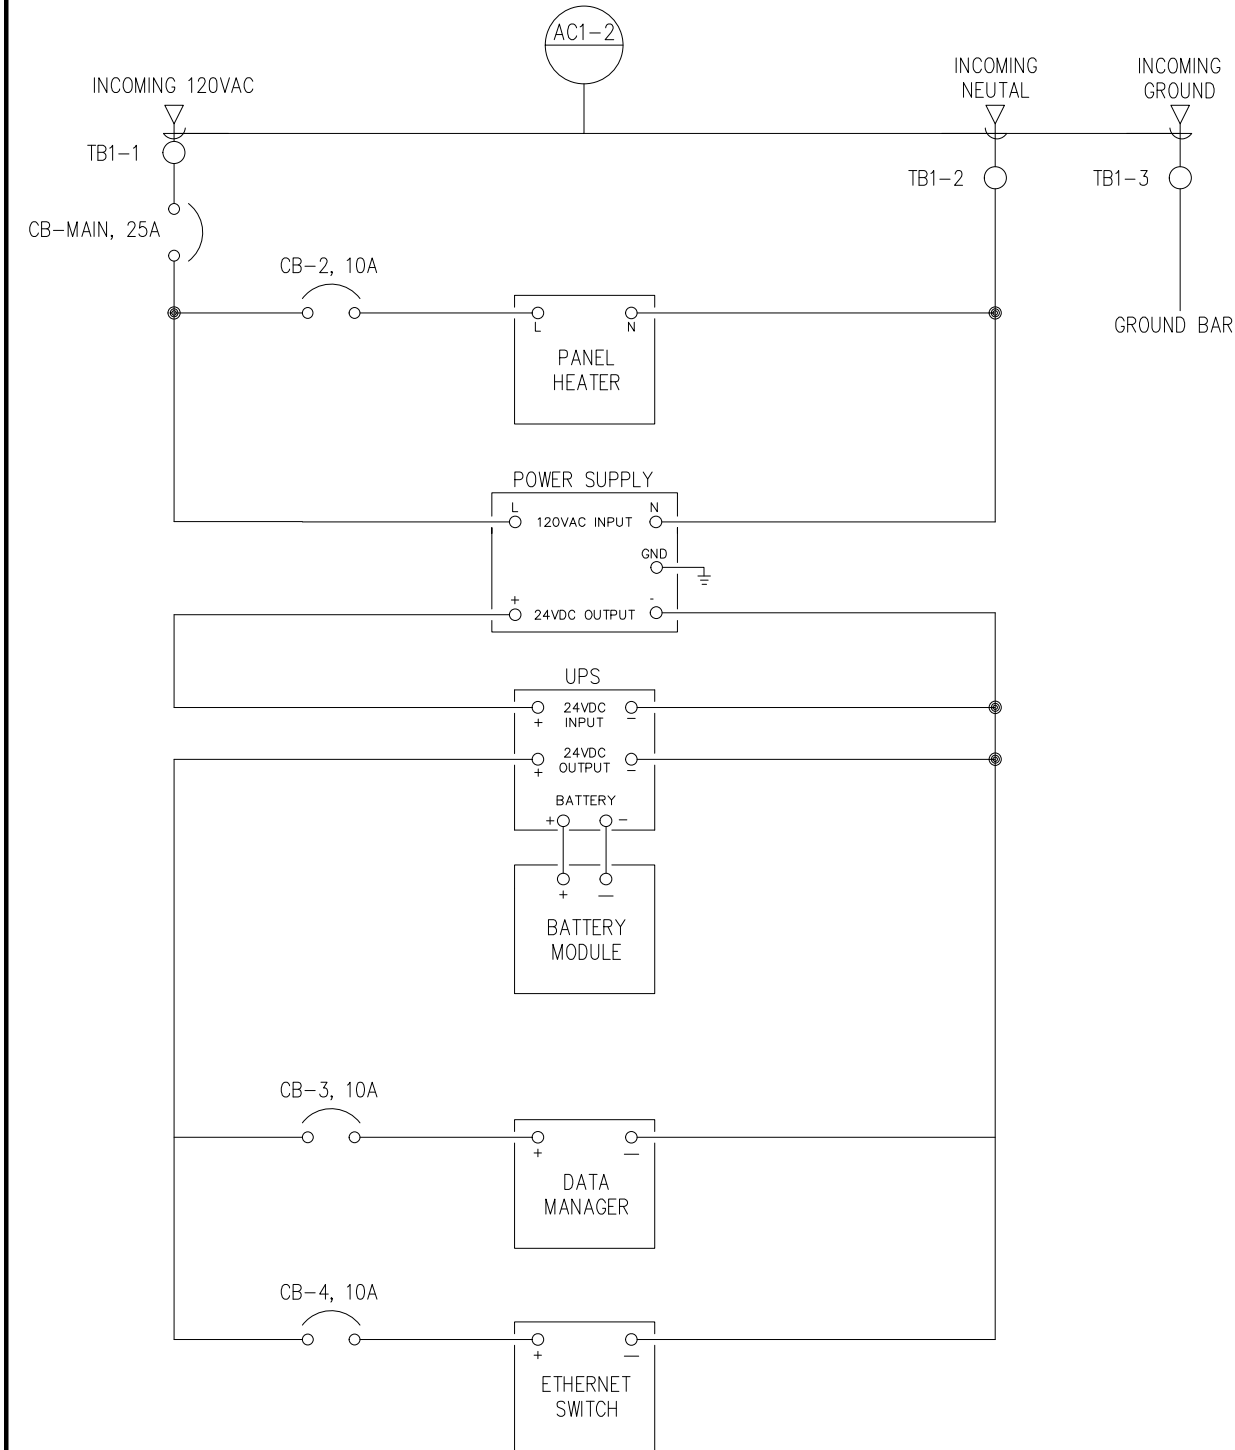 AC1-2
INCOMING 120VAC
INCOMING
NEUTAL
INCOMING
GROUND
TB1-1
TB1-2
TB1-3
CB-MAIN, 25A
CB-2, 10A
L
N
PANEL
HEATER
GROUND BAR
POWER SUPPLY
L
N
120VAC INPUT
GND
+
-
24VDC OUTPUT
UPS
24VDC
INPUT
+
-
24VDC
OUTPUT
+
-
BATTERY
+
-
+
-
BATTERY
MODULE
CB-3, 10A
+
-
DATA
MANAGER
CB-4, 10A
+
-
ETHERNET
SWITCH